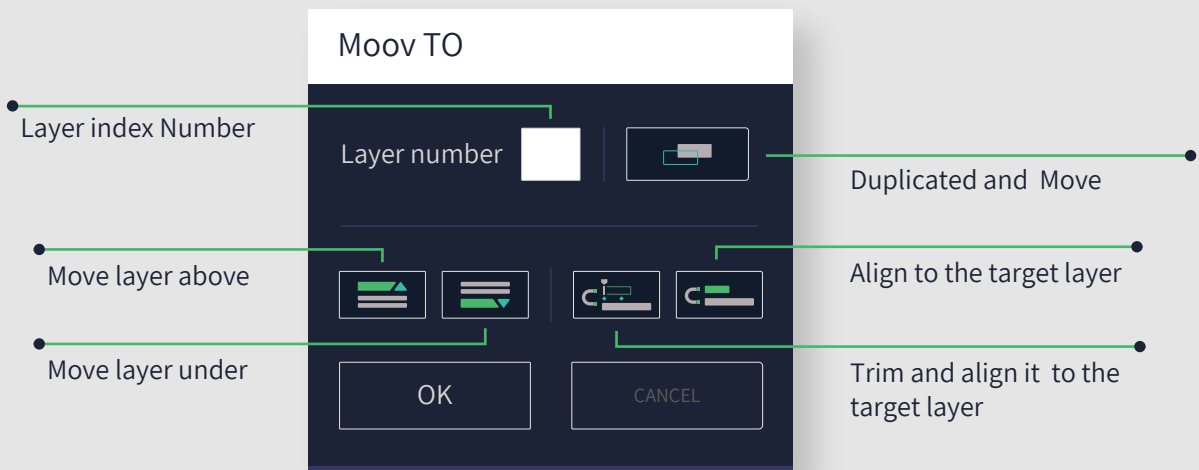 Moov TO
Layer index Number
Layer number
Duplicated and  Move
Move layer above
Align to the target layer
Move layer under
Trim and align it  to the
target layer
OK
CANCEL